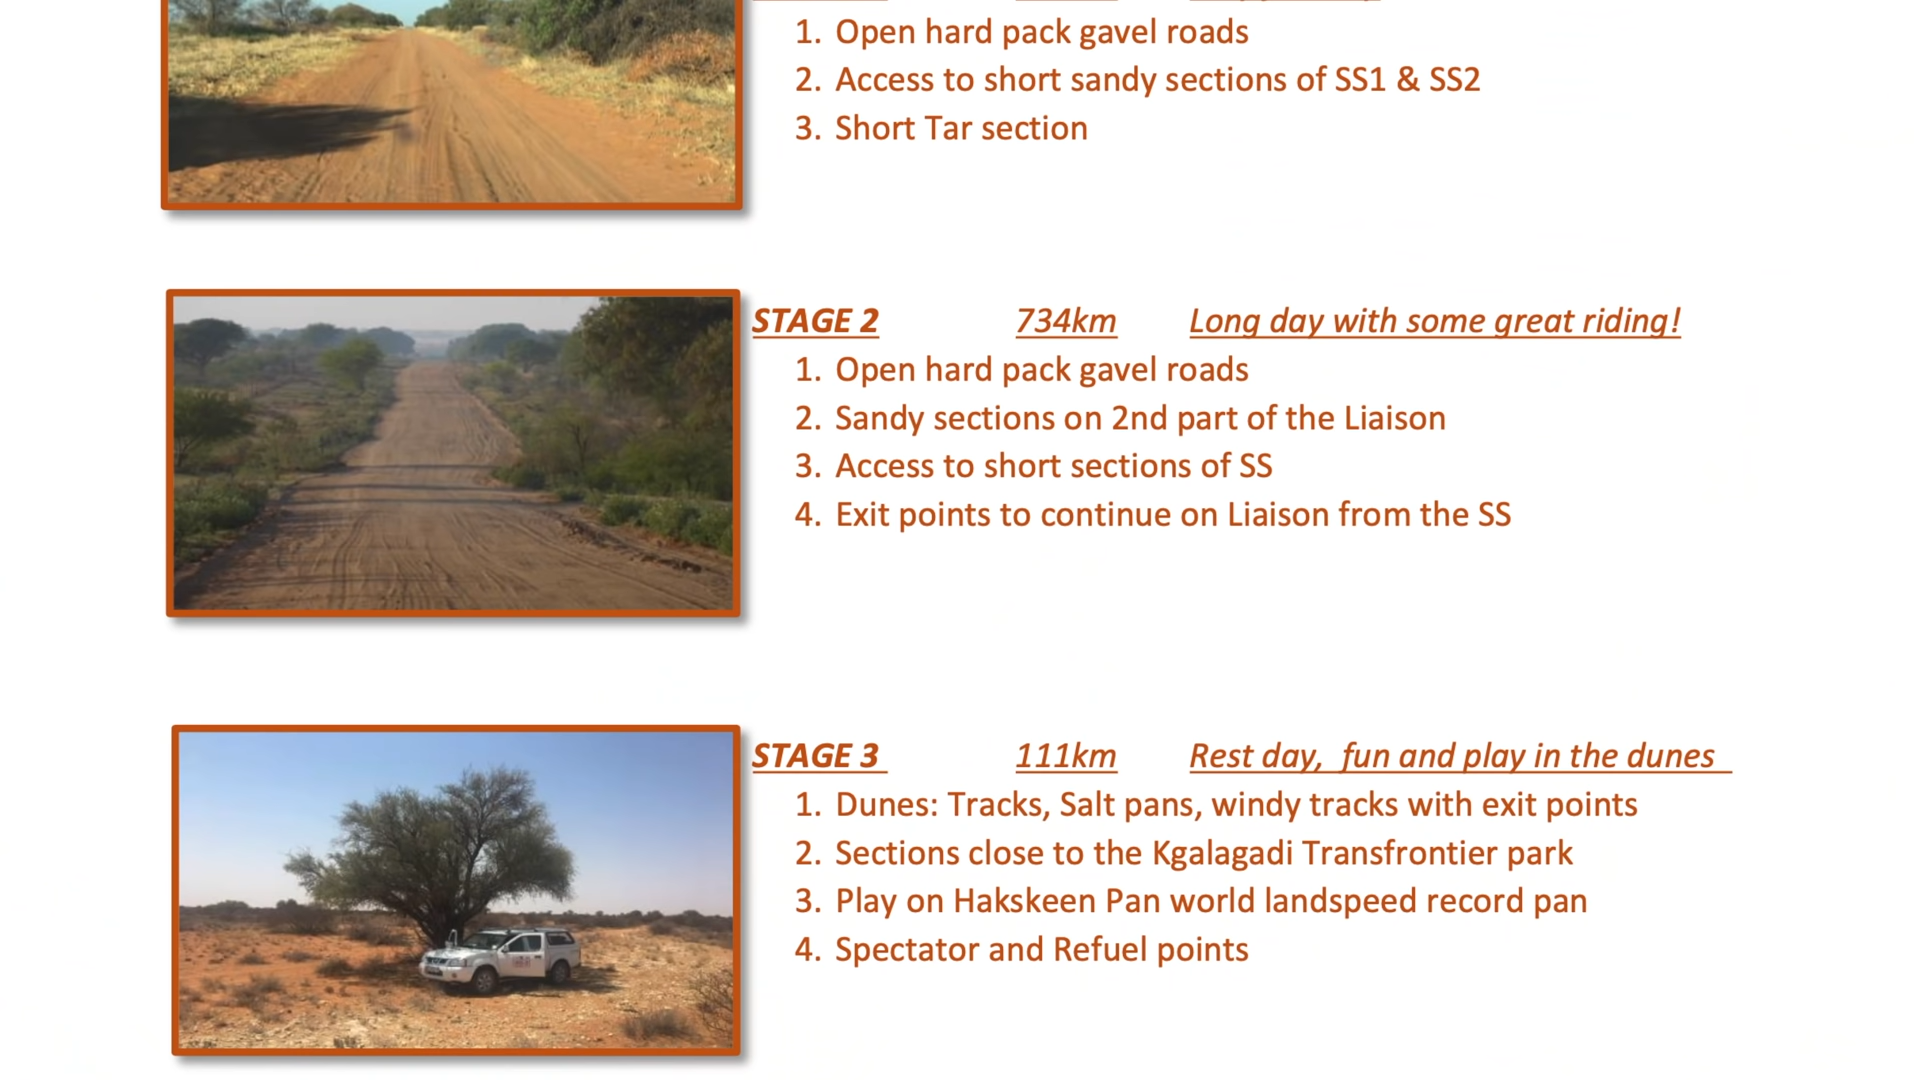 1. Open hard pack gavel roads
2. Access to short sandy sections of SS1 & SS2
3. Short Tar section
STAGE 2 734km Long day with some great riding!
1. Open hard pack gavel roads
2. Sandy sections on 2nd part of the Liaison
3. Access to short sections of SS
4. Exit points to continue on Liaison from the SS
STAGE 3 111km Rest day, fun and play in the dunes
1. Dunes: Tracks, Salt pans, windy tracks with exit points
2. Sections close to the Kgalagadi Transfrontier park
3. Play on Hakskeen Pan world landspeed record pan
4. Spectator and Refuel points